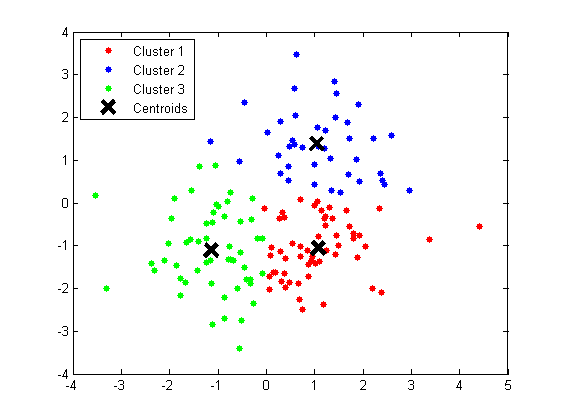 Cluster 1
Cluster 2
Cluster 3
Centroids
4
3
2
1
0
-1
-2
-3
-4
-4 -3 -2 -1 0 1 2 3 4 5